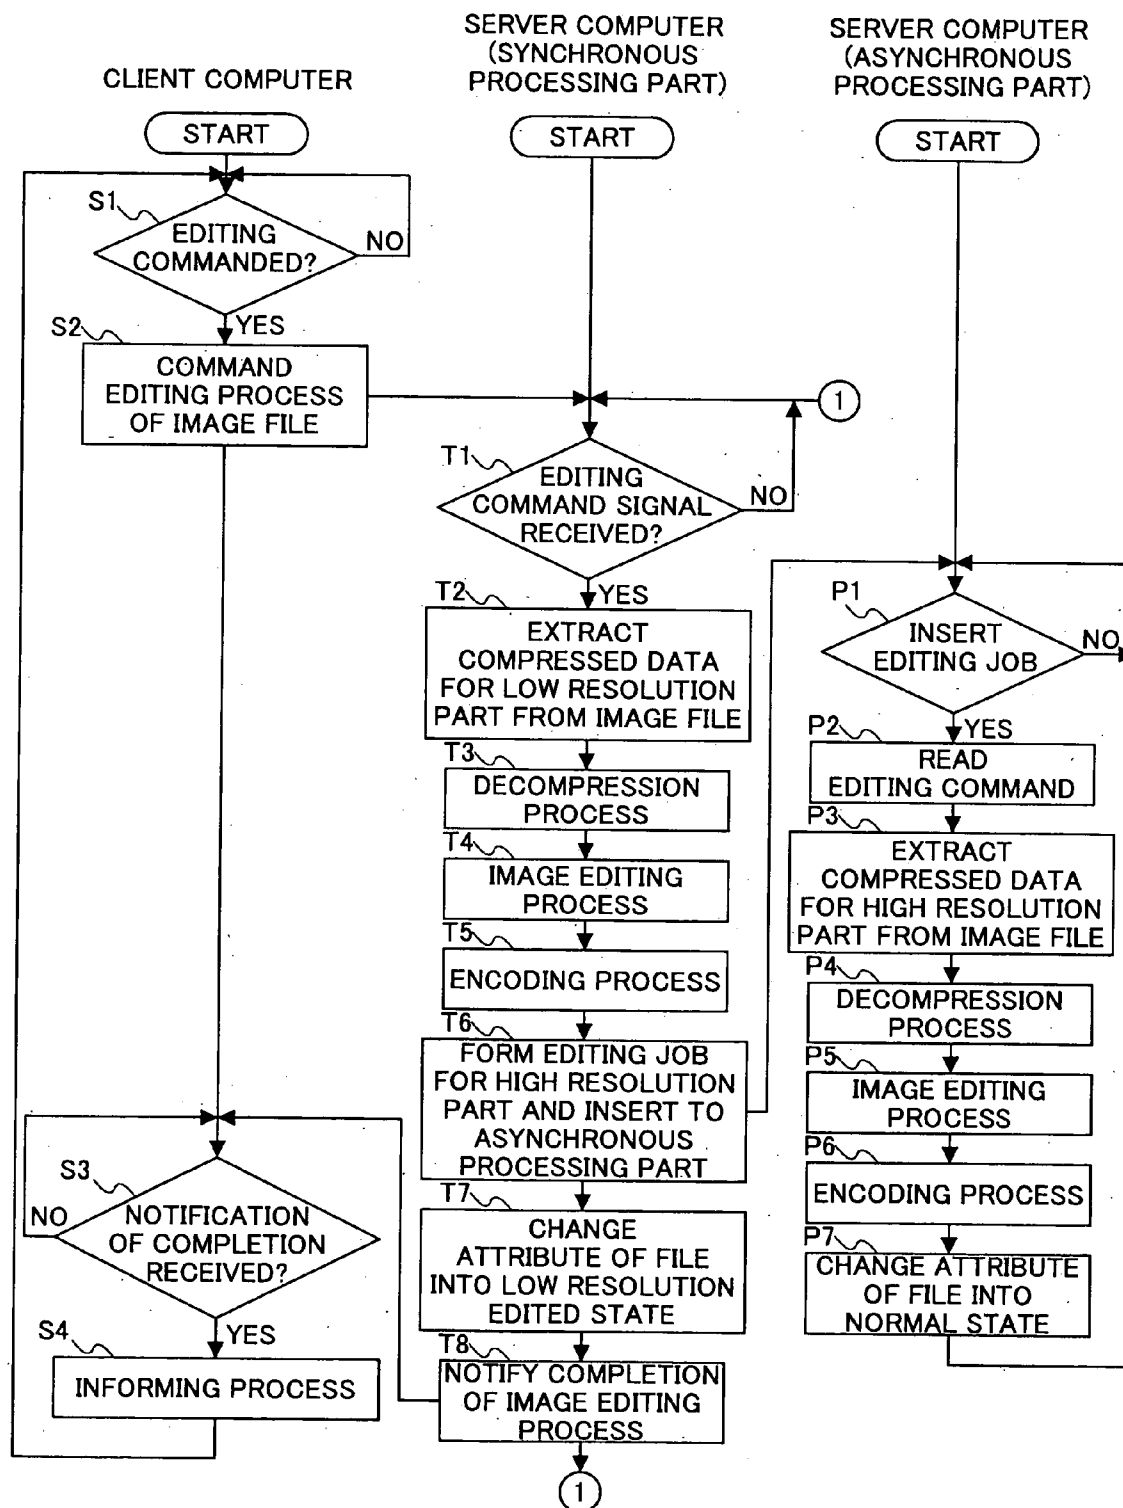 CLIENT COMPUTER
START
S1
EDITING
COMMANDED?
NO
YES
S2
COMMAND
EDITING PROCESS
OF IMAGE FILE
S3
NO
NOTIFICATION
OF COMPLETION
RECEIVED?
YES
S4
INFORMING PROCESS
SERVER COMPUTER
(SYNCHRONOUS
PROCESSING PART)
START
1
T1
EDITING
COMMAND SIGNAL
RECEIVED?
NO
YES
T2
EXTRACT
COMPRESSED DATA
FOR LOW RESOLUTION
PART FROM IMAGE FILE
T3
DECOMPRESSION
PROCESS
T4
IMAGE EDITING
PROCESS
T5
ENCODING PROCESS
T6
FORM EDITING JOB
FOR HIGH RESOLUTION
PART AND INSERT TO
ASYNCHRONOUS
PROCESSING PART
T7
CHANGE
ATTRIBUTE OF FILE
INTO LOW RESOLUTION
EDITED STATE
T8
NOTIFY COMPLETION
OF IMAGE EDITING
PROCESS
1
SERVER COMPUTER
(ASYNCHRONOUS
PROCESSING PART)
START
P1
INSERT
EDITING JOB
NO
YES
P2
READ
EDITING COMMAND
P3
EXTRACT
COMPRESSED DATA
FOR HIGH RESOLUTION
PART FROM IMAGE FILE
P4
DECOMPRESSION
PROCESS
P5
IMAGE EDITING
PROCESS
P6
ENCODING PROCESS
P7
CHANGE ATTRIBUTE
OF FILE INTO
NORMAL STATE